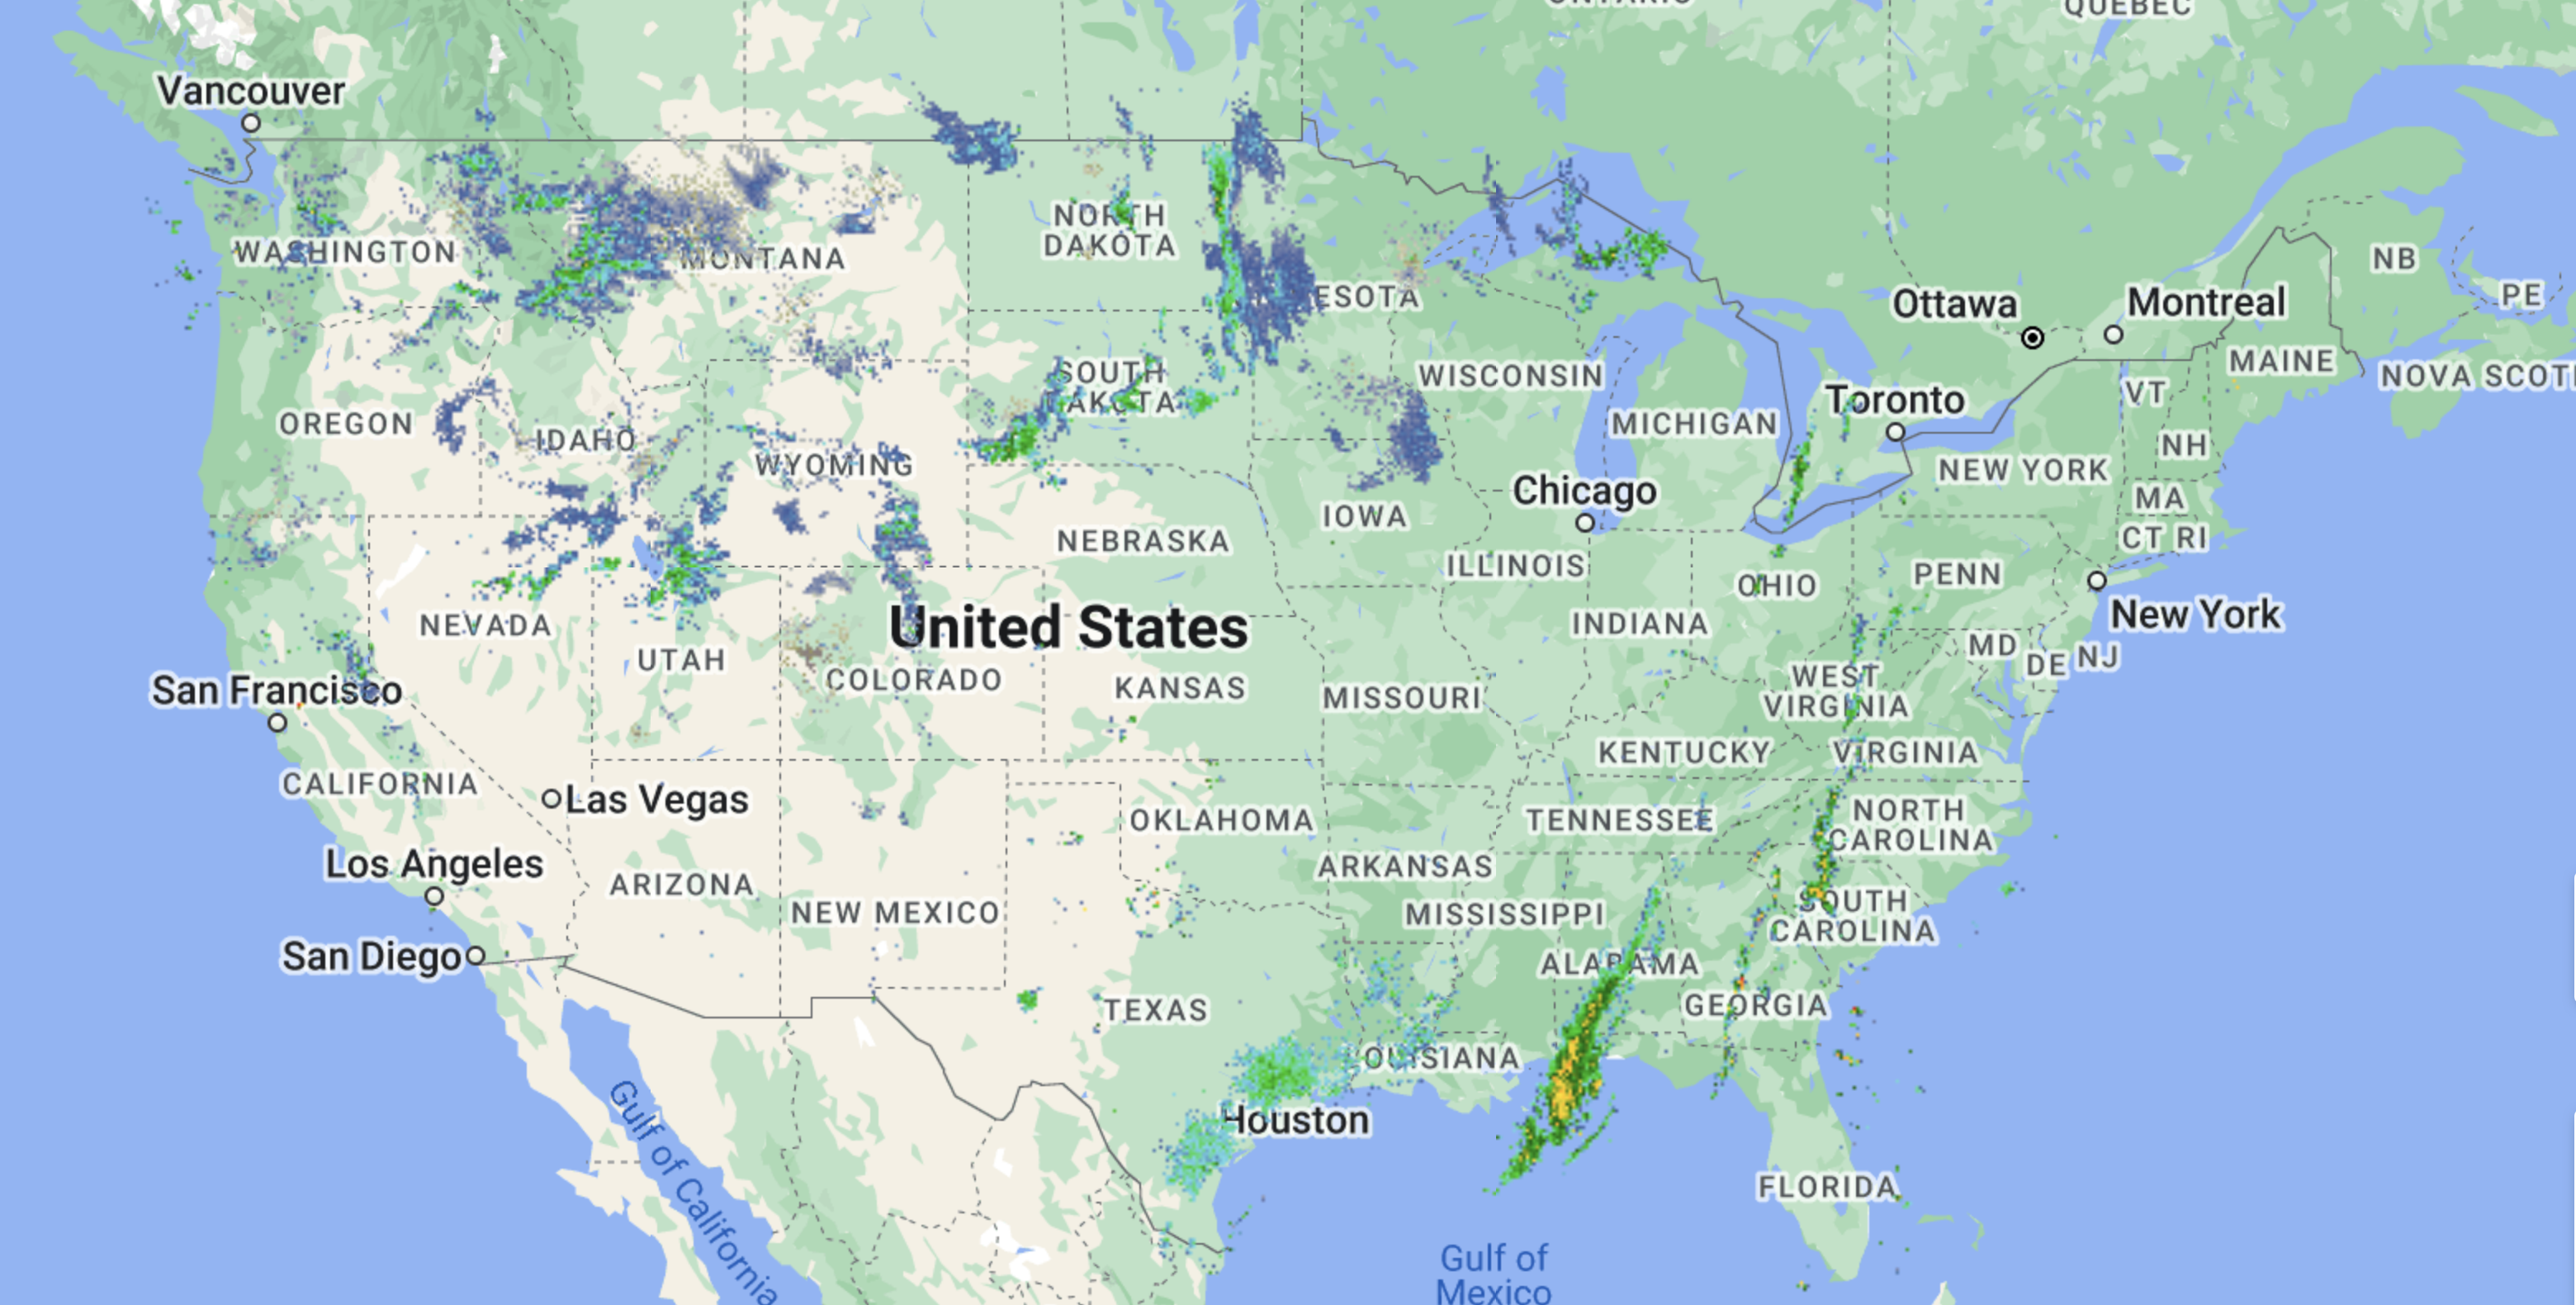 ONTARIO
QUEBEC
Vancouver
NORTH
DAKOTA
WASHINGTON
MONTANA
NB
ESOTA
PE
Ottawa
Montreal
MAINE
NOVA SCOTI
SOUTH
AKOTA
WISCONSIN
VT
Toronto
MICHIGAN
OREGON
IDAHO
NH
WYOMING
NEW YORK
Chicago
MA
IOWA
CT RI
NEBRASKA
ILLINOIS
OHIO
PENN
New York
United States
NEVADA
INDIANA
MD
DE
NJ
UTAH
COLORADO
KANSAS
MISSOURI
WEST
VIRGINIA
San Francisco
KENTUCKY
VIRGINIA
CALIFORNIA
Las Vegas
OKLAHOMA
TENNESSEE
NORTH
CAROLINA
Los Angeles
ARIZONA
ARKANSAS
NEW MEXICO
MISSISSIPPI
SOUTH
CAROLINA
San Diego
ALABAMA
TEXAS
GEORGIA
OUISIANA
Houston
Gulf of California
FLORIDA
Gulf of
Mexico